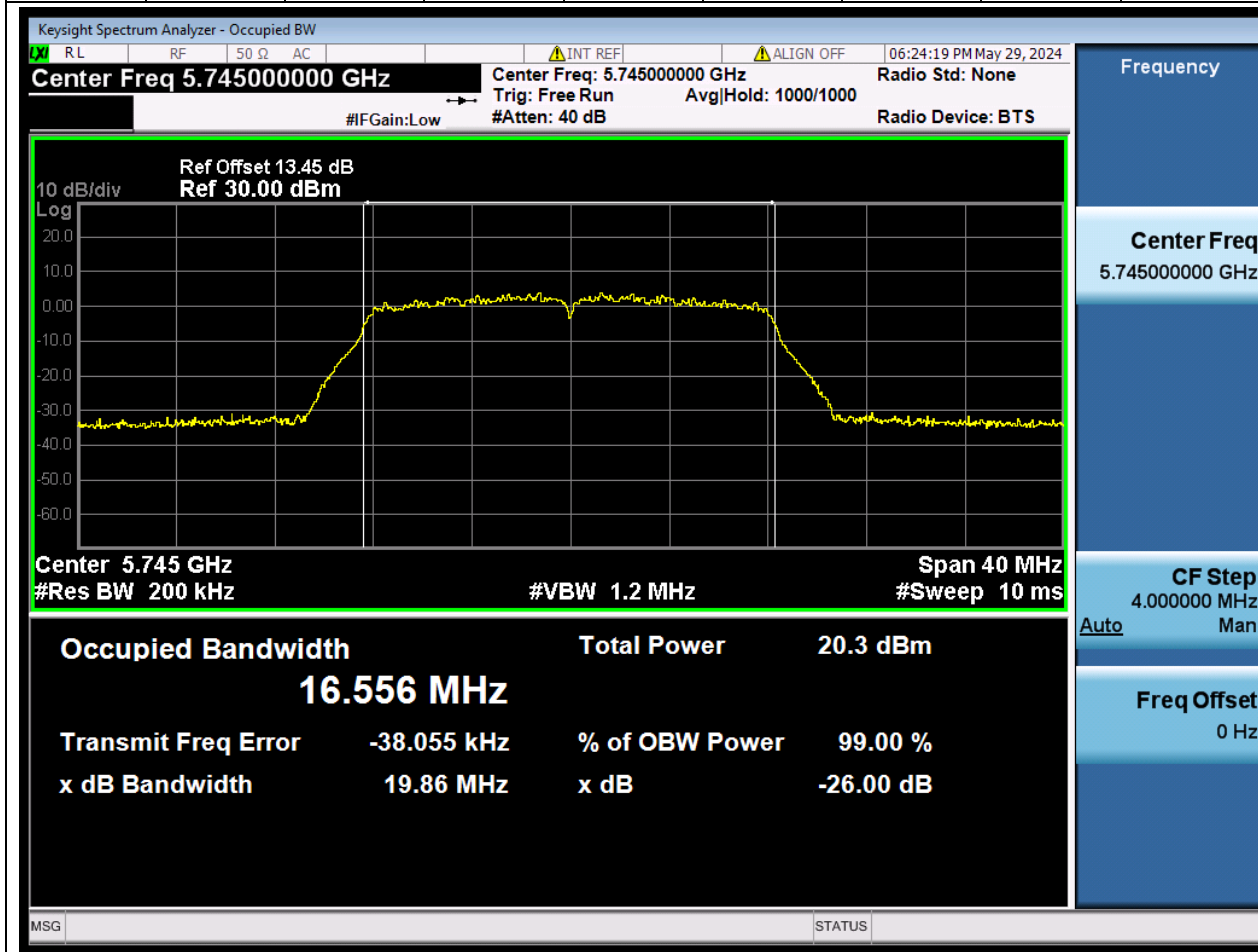 Keysight Spectrum Analyzer - Occupied BW
LXI RL RF 50 Ω AC INT REF ALIGN OFF 06:24:19 PM May 29, 2024
Center Freq 5.745000000 GHz
Center Freq: 5.745000000 GHz
Radio Std: None
Trig: Free Run Avg|Hold: 1000/1000
#IFGain:Low
#Atten: 40 dB
Radio Device: BTS
Ref Offset 13.45 dB
10 dB/div Ref 30.00 dBm
Log
20.0
10.0
0.00
-10.0
-20.0
-30.0
-40.0
-50.0
-60.0
Center 5.745 GHz Span 40 MHz
#Res BW 200 kHz #VBW 1.2 MHz #Sweep 10 ms
Occupied Bandwidth Total Power 20.3 dBm
16.556 MHz
Transmit Freq Error -38.055 kHz % of OBW Power 99.00 %
x dB Bandwidth 19.86 MHz x dB -26.00 dB
MSG STATUS
Frequency
Center Freq
5.745000000 GHz
CF Step
4.000000 MHz
Auto Man
Freq Offset
0 Hz